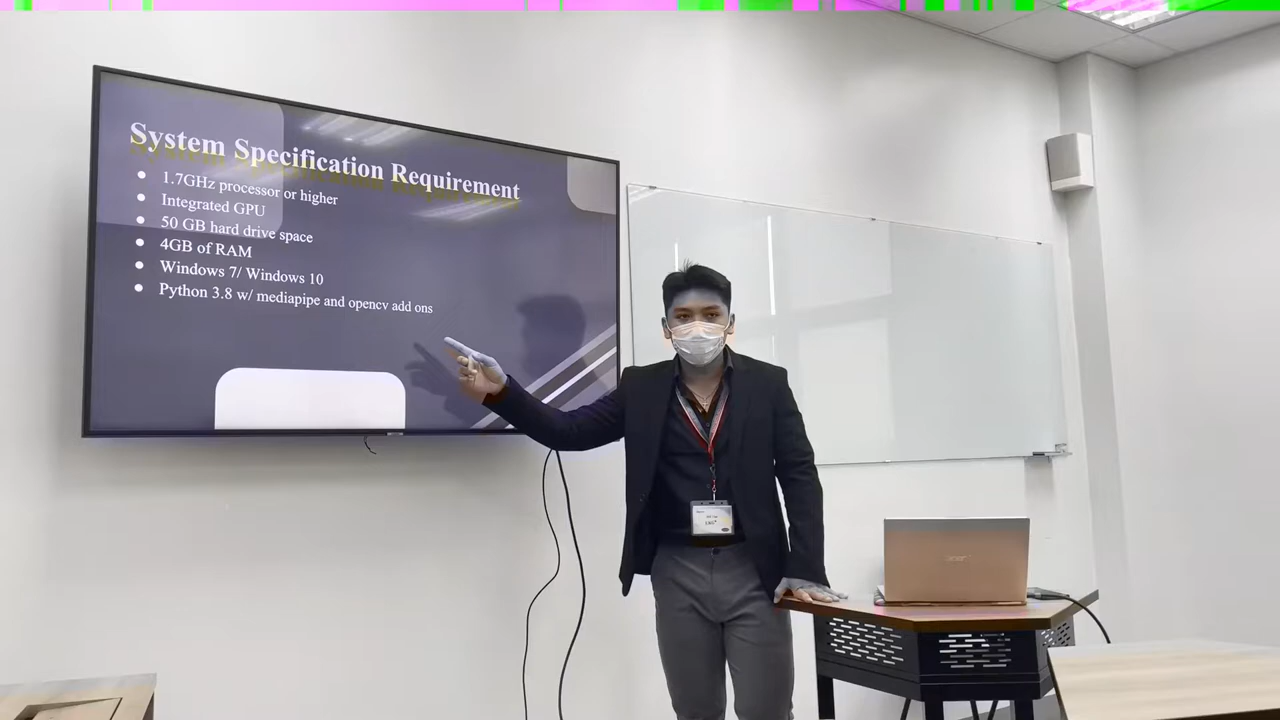 System Specification Requirement
1.7GHz processor or higher
Integrated GPU
50 GB hard drive space
4GB of RAM
Windows 7/ Windows 10
Python 3.8 w/ mediapipe and opencv add ons
acer